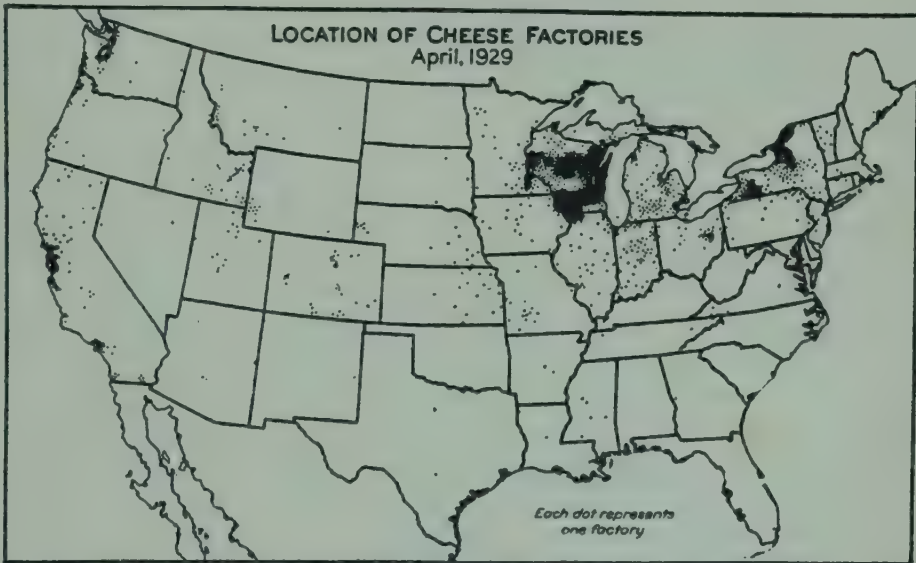 LOCATION OF CHEESE FACTORIES
April, 1929
Each dot represents
one factory